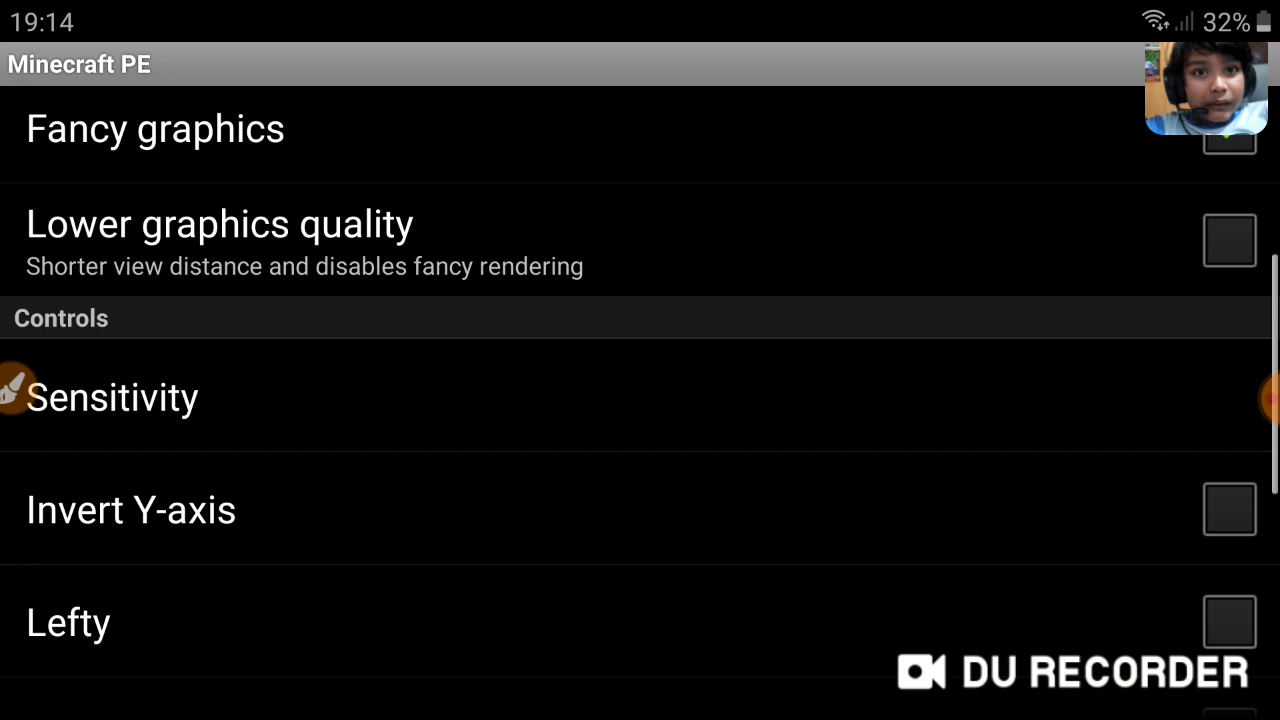 19:14
32%
Minecraft PE
Fancy graphics
Lower graphics quality
Shorter view distance and disables fancy rendering
Controls
Sensitivity
Invert Y-axis
Lefty
DU RECORDER